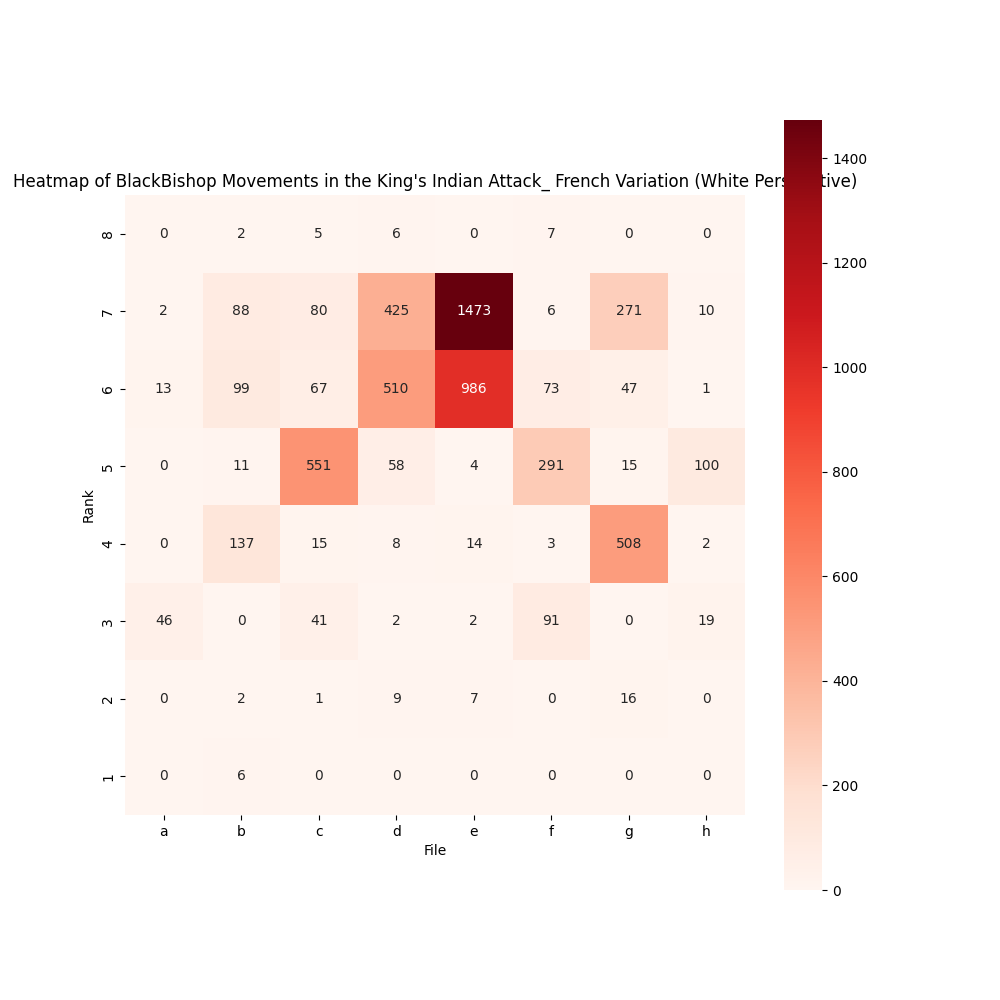 Heatmap of BlackBishop Movements in the King's Indian Attack_ French Variation (White Pers tive)
8 0 2 5 6 0 7 0 0
7 2 88 80 425 1473 6 271 10
6 13 99 67 510 986 73 47 1
5 0 11 551 58 4 291 15 100
4 0 137 15 8 14 3 508 2
3 46 0 41 2 2 91 0 19
2 0 2 1 9 7 0 16 0
1 0 6 0 0 0 0 0 0
a b c d e f g h
File
Rank
1400
1200
1000
800
600
400
200
0